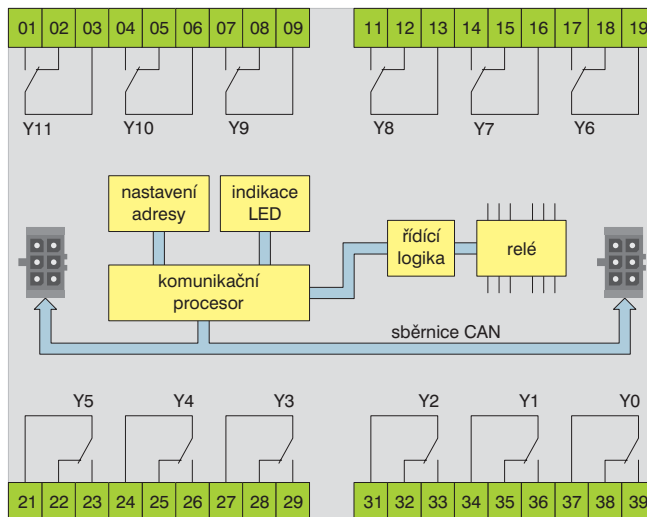 01 02 03 04 05 06 07 08 09 11 12 13 14 15 16 17 18 19
Y11 Y10 Y9 Y8 Y7 Y6
nastavení
adresy
indikace
LED
řídící
logika
relé
komunikační
procesor
sběrnice CAN
Y5 Y4 Y3 Y2 Y1 Y0
21 22 23 24 25 26 27 28 29 31 32 33 34 35 36 37 38 39